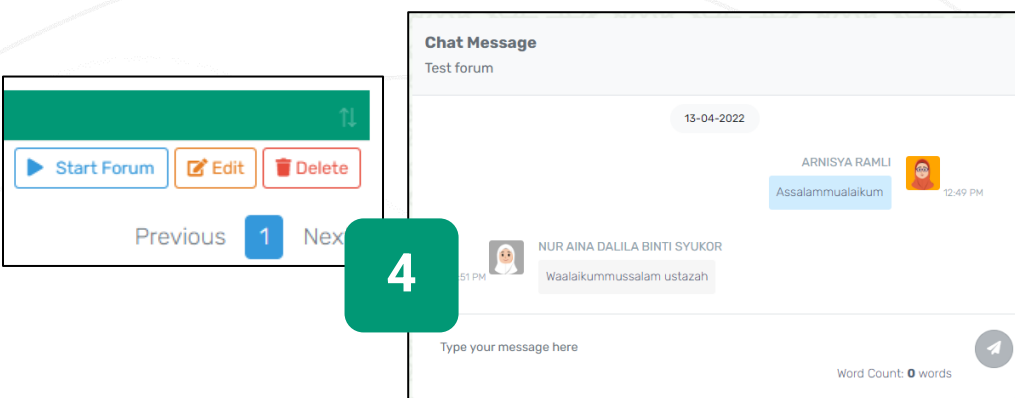 Start Forum Edit Delete
Previous 1
4
Chat Message
Test forum
13-04-2022
ARNISYA RAMLI
Assalammualaikum
12:49 PM
NUR AINA DALILA BINTI SYUKOR
Waalaikummussalam ustazah
Type your message here
Word Count: 0 words